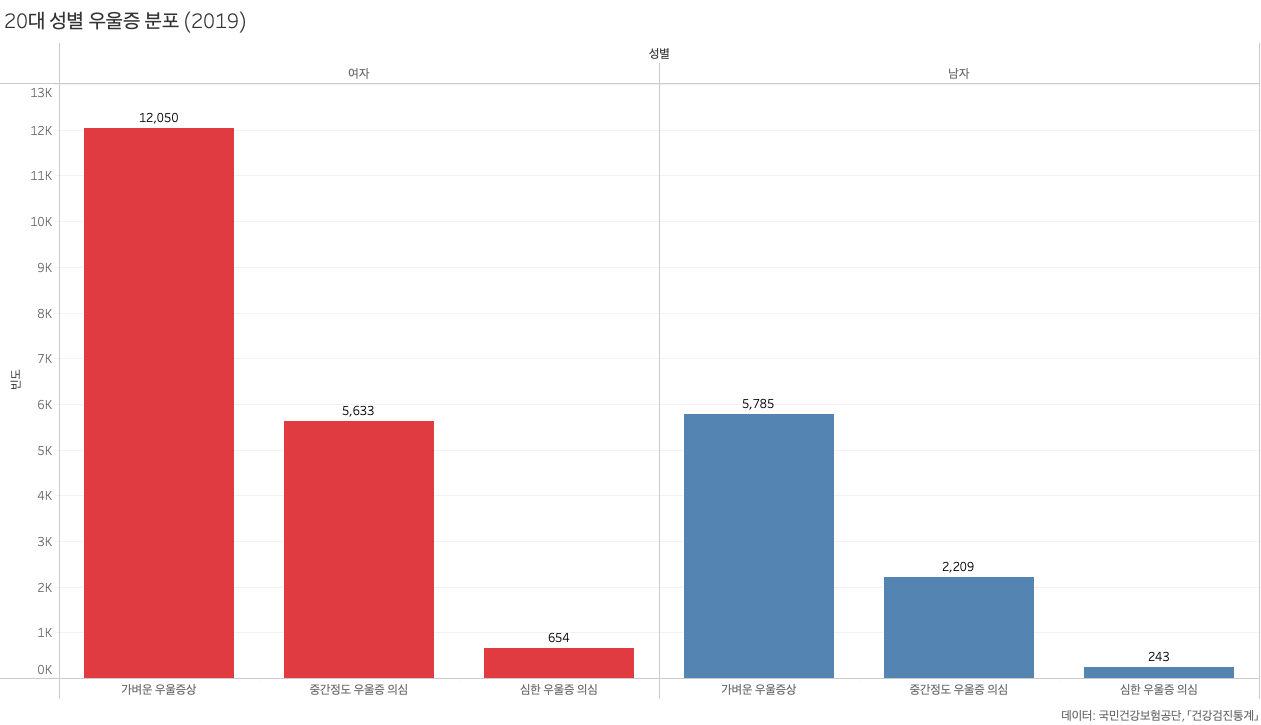 20대 성별 우울증 분포 (2019)
성별
여자 남자
빈도
13K
12K
11K
10K
9K
8K
7K
6K
5K
4K
3K
2K
1K
0K
12,050
5,633
654
5,785
2,209
243
가벼운 우울증상 중간정도 우울증 의심 심한 우울증 의심 가벼운 우울증상 중간정도 우울증 의심 심한 우울증 의심
데이터: 국민건강보험공단, 「건강검진통계」